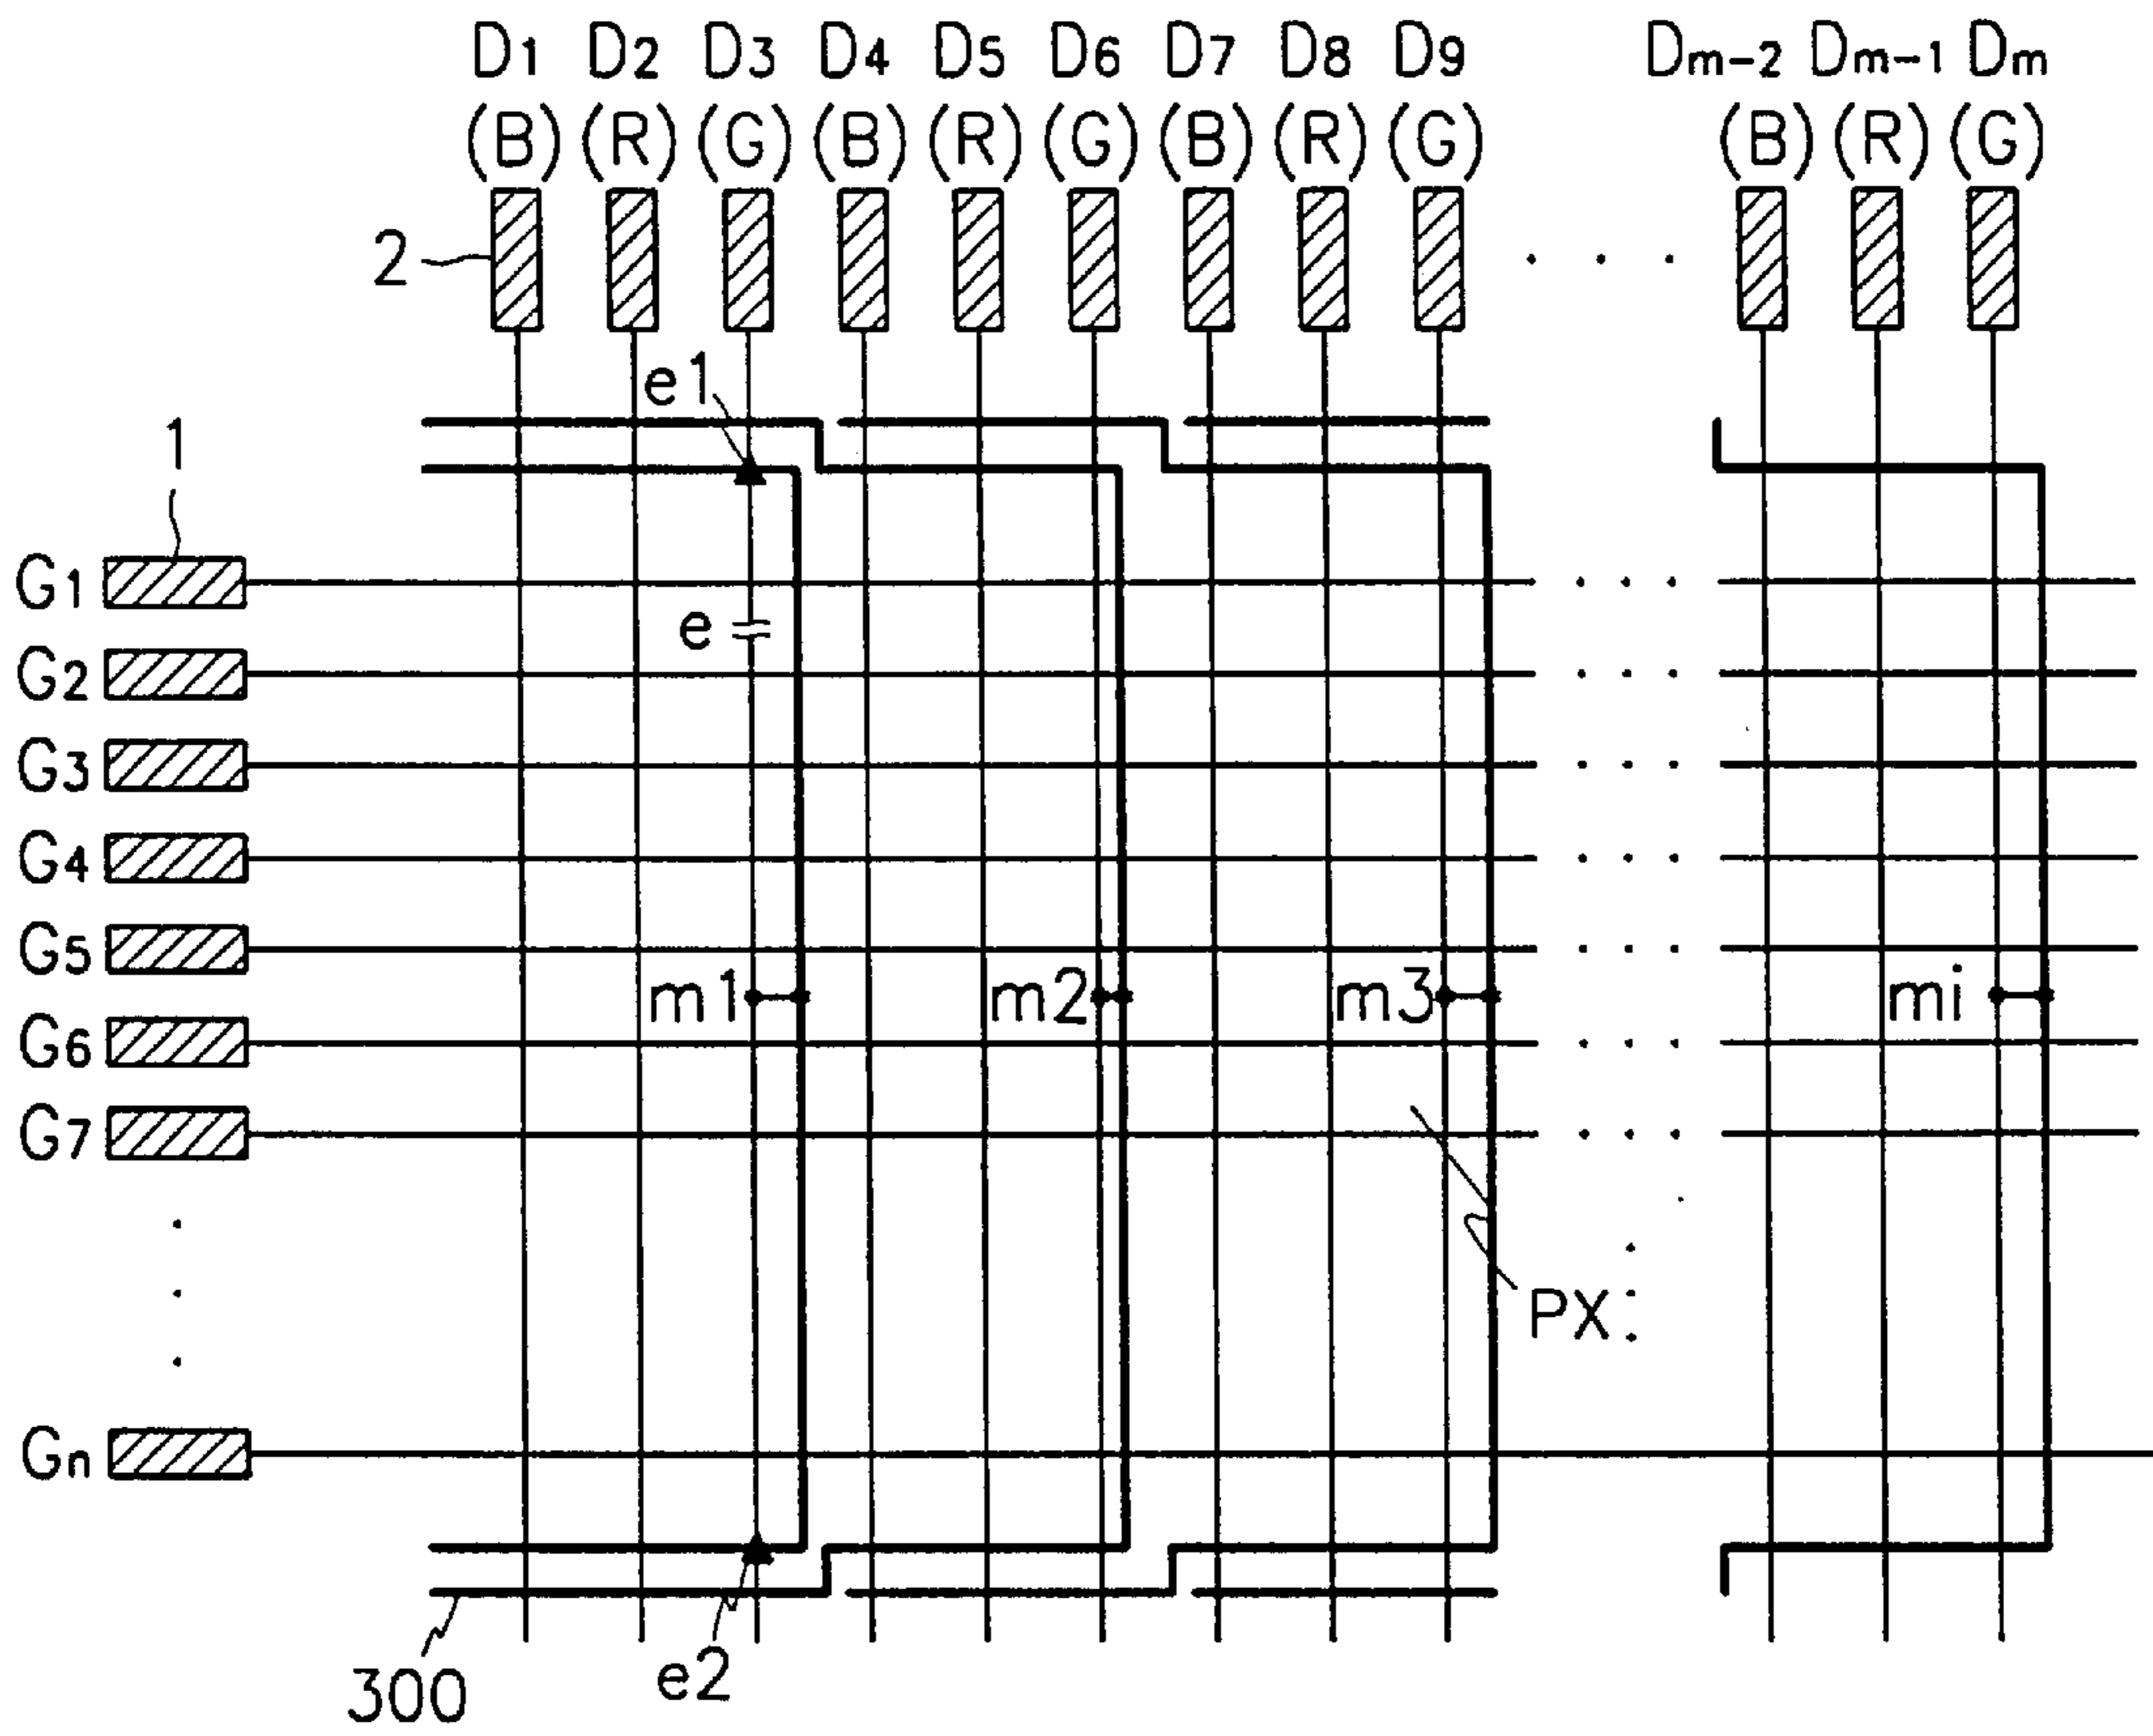 D1 D2 D3 D4 D5 D6 D7 D8 D9 Dm-2 Dm-1 Dm
(B) (R) (G) (B) (R) (G) (B) (R) (G) (B) (R) (G)
2
e1
1
G1
e
G2
G3
G4
G5
m1 m2 m3 mi
G6
G7
PX
Gn
300
e2